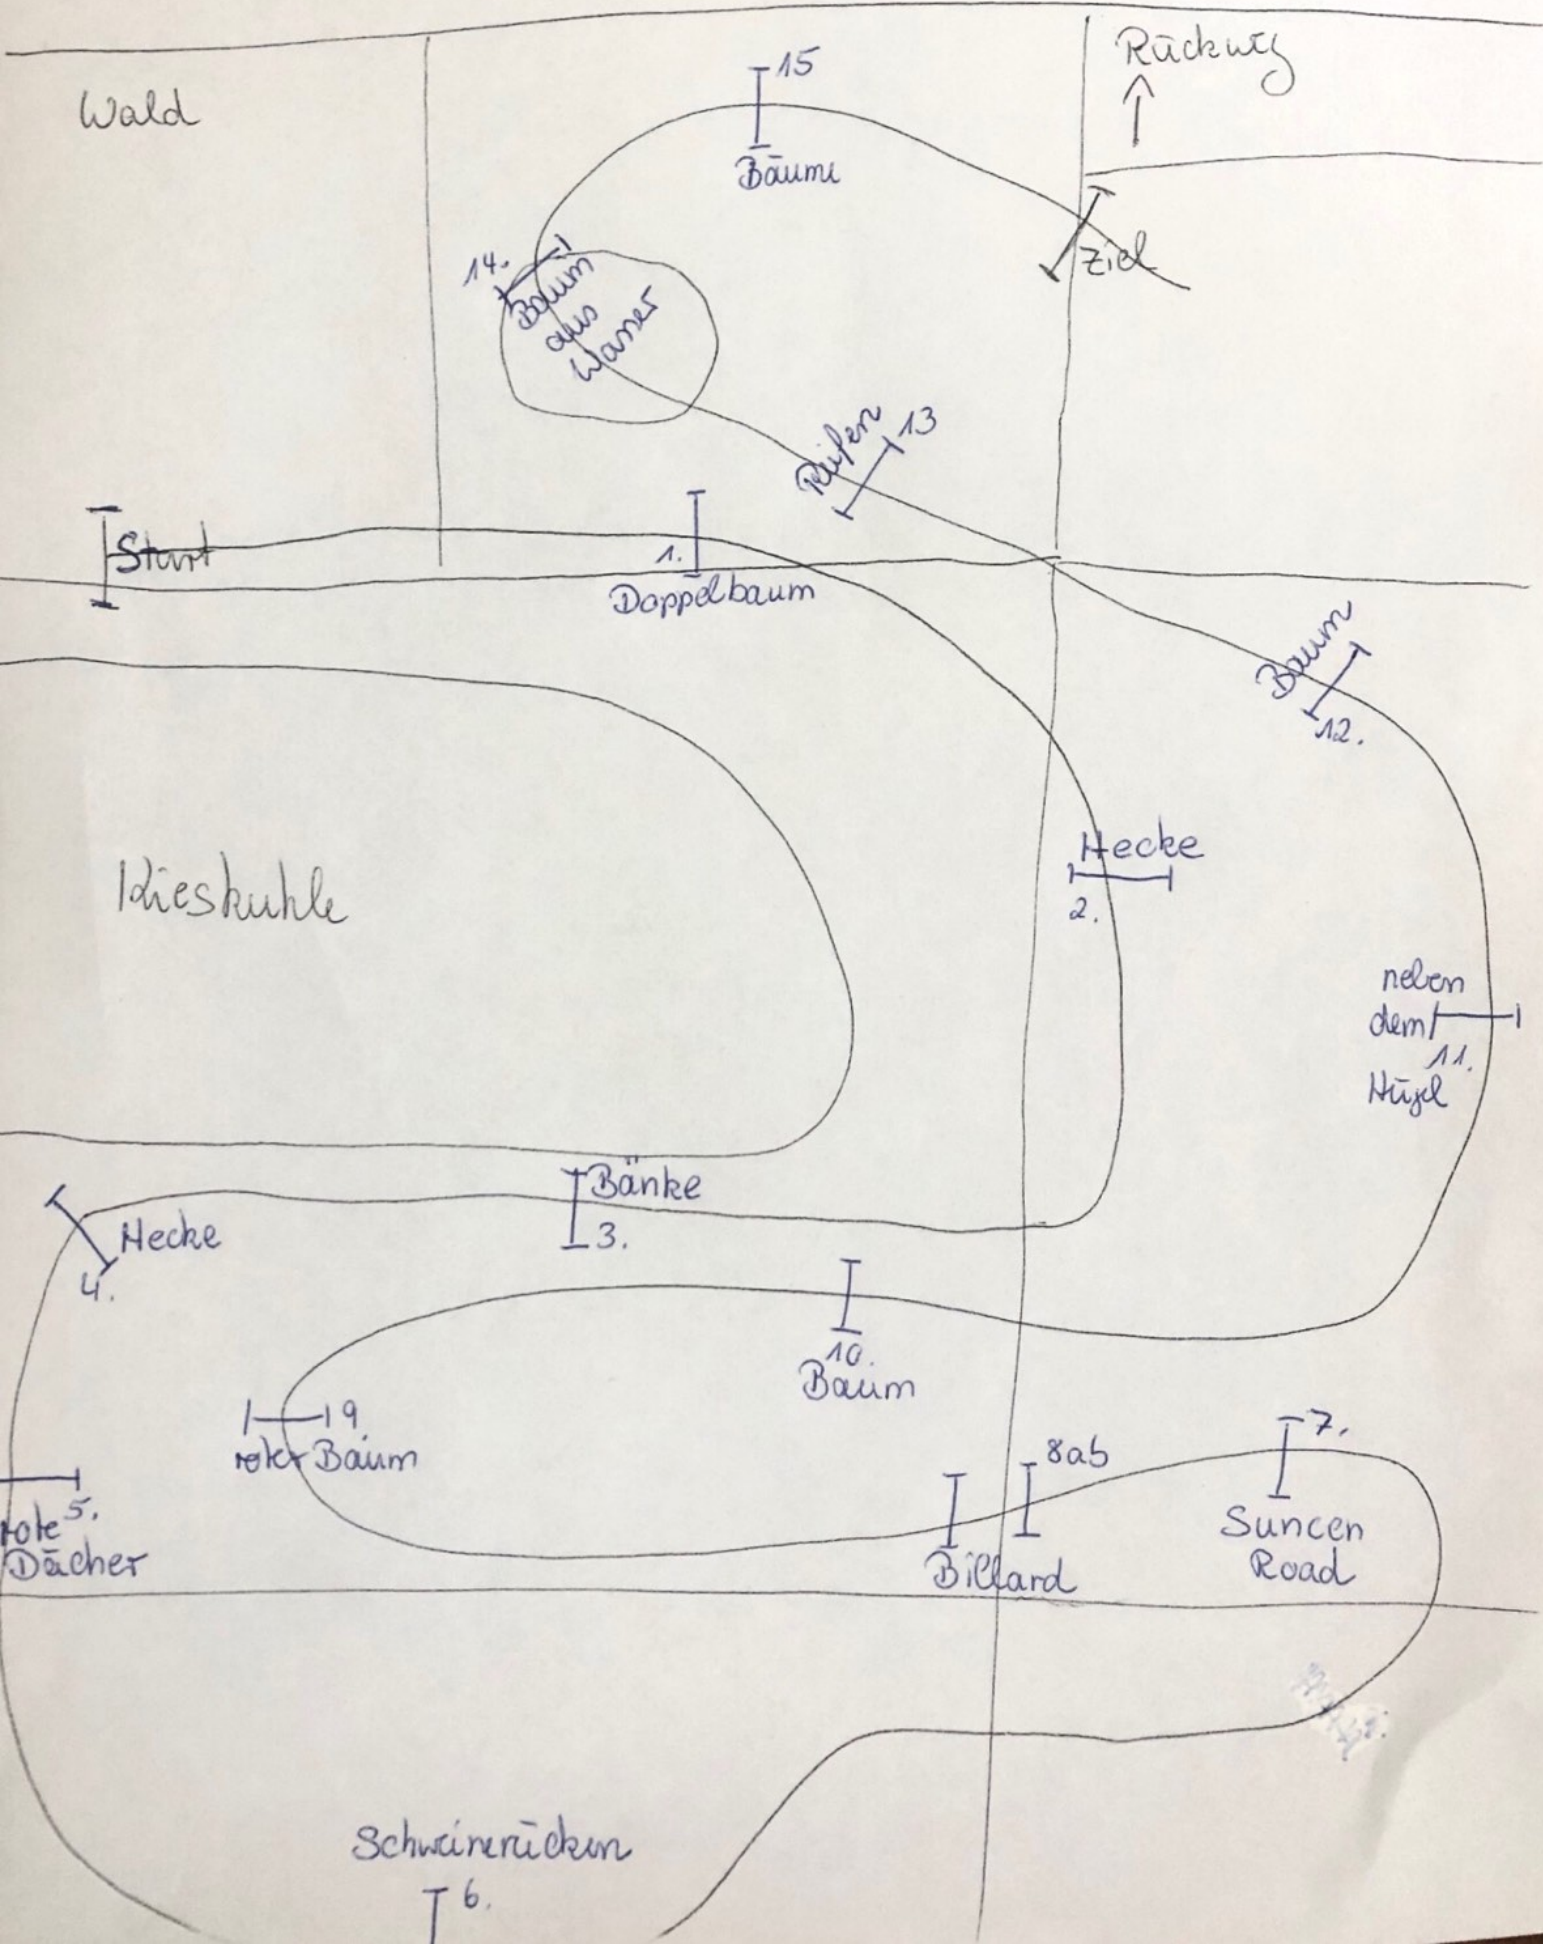 Rückweg
15
Wald
Bäume
Ziel
14.
Baum
aus
Wasser
13
Reifen
Start
1.
Doppelbaum
Baum
12.
Hecke
2.
Kieskuhle
neben
dem
11.
Hügel
Bänke
3.
Hecke
4.
10.
Baum
9.
roter Baum
7.
8ab
5.
rote
Dächer
Suncen
Road
Billard
Schweinerücken
6.